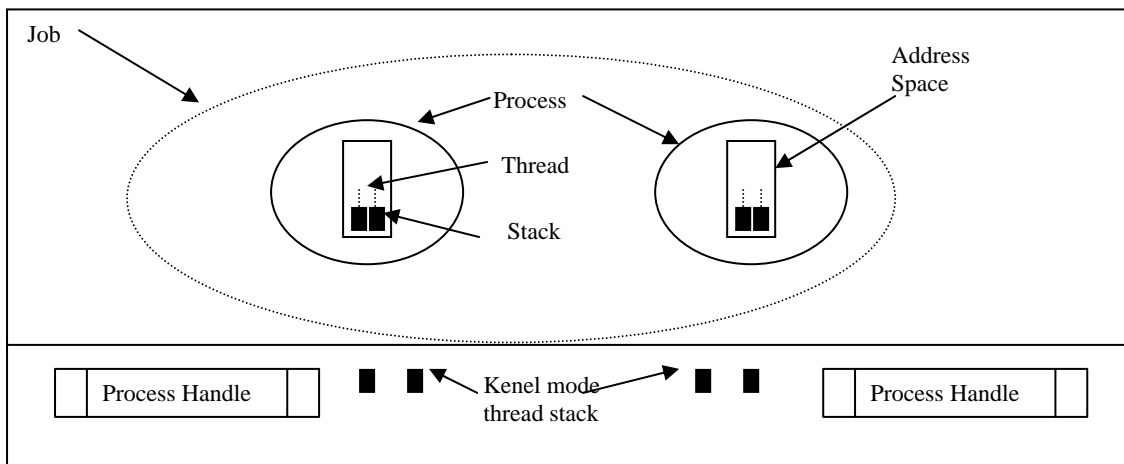 Job
Address
Space
Process
Thread
Stack
Process Handle
Kenel mode
thread stack
Process Handle